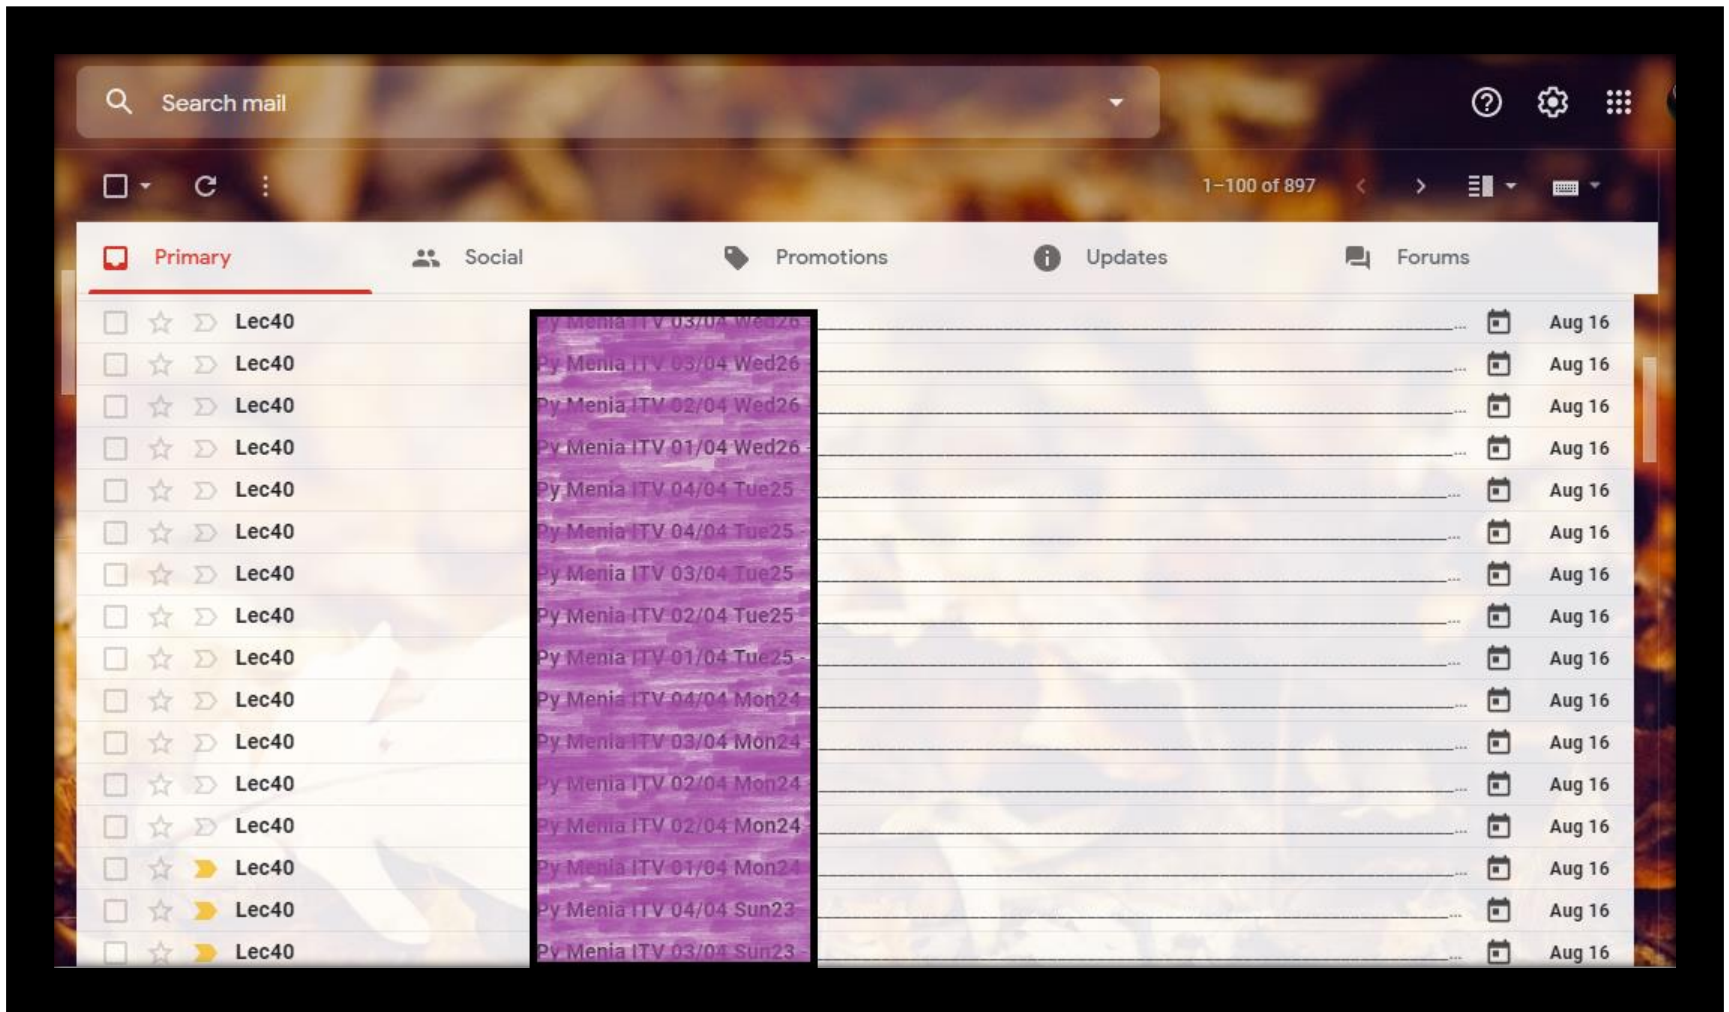 Search mail
1–100 of 897
Primary Social Promotions Updates Forums
Lec40 Py Menia ITV 03/04 Wed26 - ... Aug 16
Lec40 Py Menia ITV 03/04 Wed26 ... Aug 16
Lec40 Py Menia ITV 02/04 Wed26 - ... Aug 16
Lec40 Py Menia ITV 01/04 Wed26 - ... Aug 16
Lec40 Py Menia ITV 04/04 Tue25 - ... Aug 16
Lec40 Py Menia ITV 04/04 Tue25 - ... Aug 16
Lec40 Py Menia ITV 03/04 Tue25 - ... Aug 16
Lec40 Py Menia ITV 02/04 Tue25 - ... Aug 16
Lec40 Py Menia ITV 01/04 Tue25 - ... Aug 16
Lec40 Py Menia ITV 04/04 Mon24 ... Aug 16
Lec40 Py Menia ITV 03/04 Mon24 - ... Aug 16
Lec40 Py Menia ITV 02/04 Mon24 ... Aug 16
Lec40 Py Menia ITV 02/04 Mon24 - ... Aug 16
Lec40 Py Menia ITV 01/04 Mon24 ... Aug 16
Lec40 Py Menia ITV 04/04 Sun23 - ... Aug 16
Lec40 Py Menia ITV 03/04 Sun23 - ... Aug 16